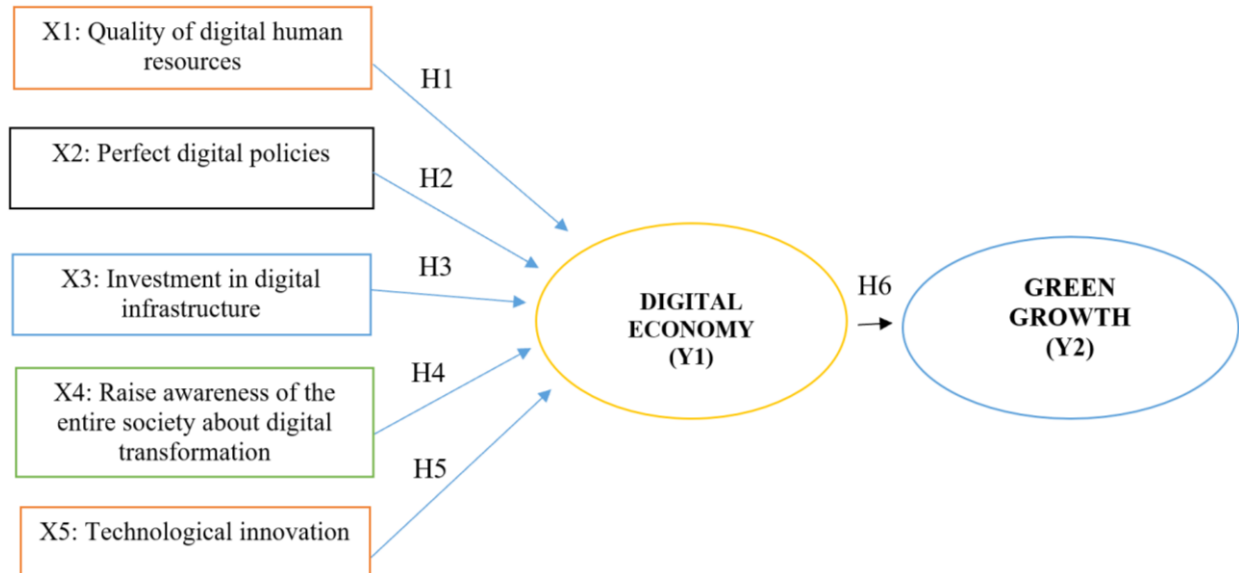 X1: Quality of digital human
resources
H1
X2: Perfect digital policies
H2
X3: Investment in digital
infrastructure
H3
X4: Raise awareness of the
entire society about digital
transformation
H4
X5: Technological innovation
H5
DIGITAL
ECONOMY
(Y1)
H6
GREEN
GROWTH
(Y2)